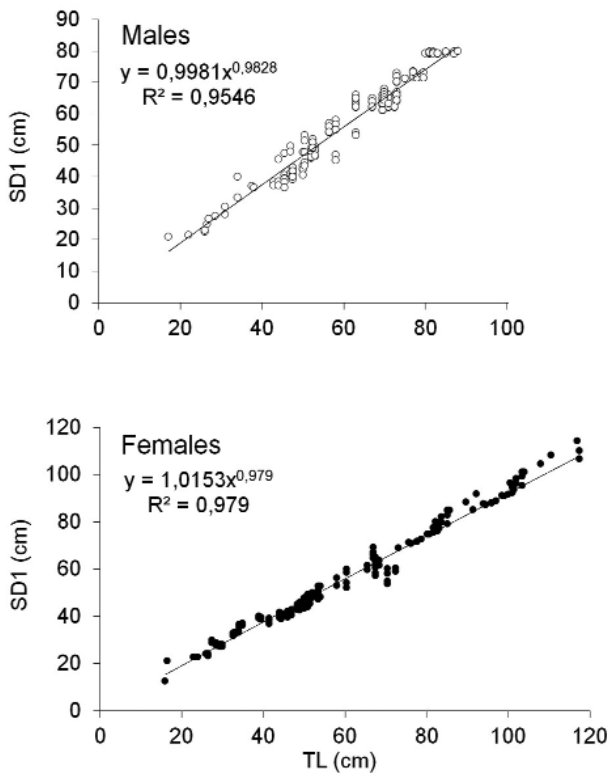 Males
y = 0,9981x^0,9828
R² = 0,9546
SD1 (cm)
90
80
70
60
50
40
30
20
10
0
0 20 40 60 80 100
Females
y = 1,0153x^0,979
R² = 0,979
SD1 (cm)
120
100
80
60
40
20
0
0 20 40 60 80 100 120
TL (cm)